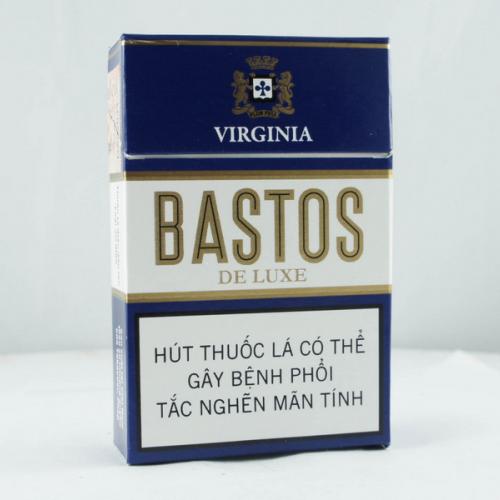 VIRGINIA
BASTOS
DE LUXE
HÚT THUỐC LÁ CÓ THỂ
GÂY BỆNH PHỔI
TẮC NGHẼN MÃN TÍNH